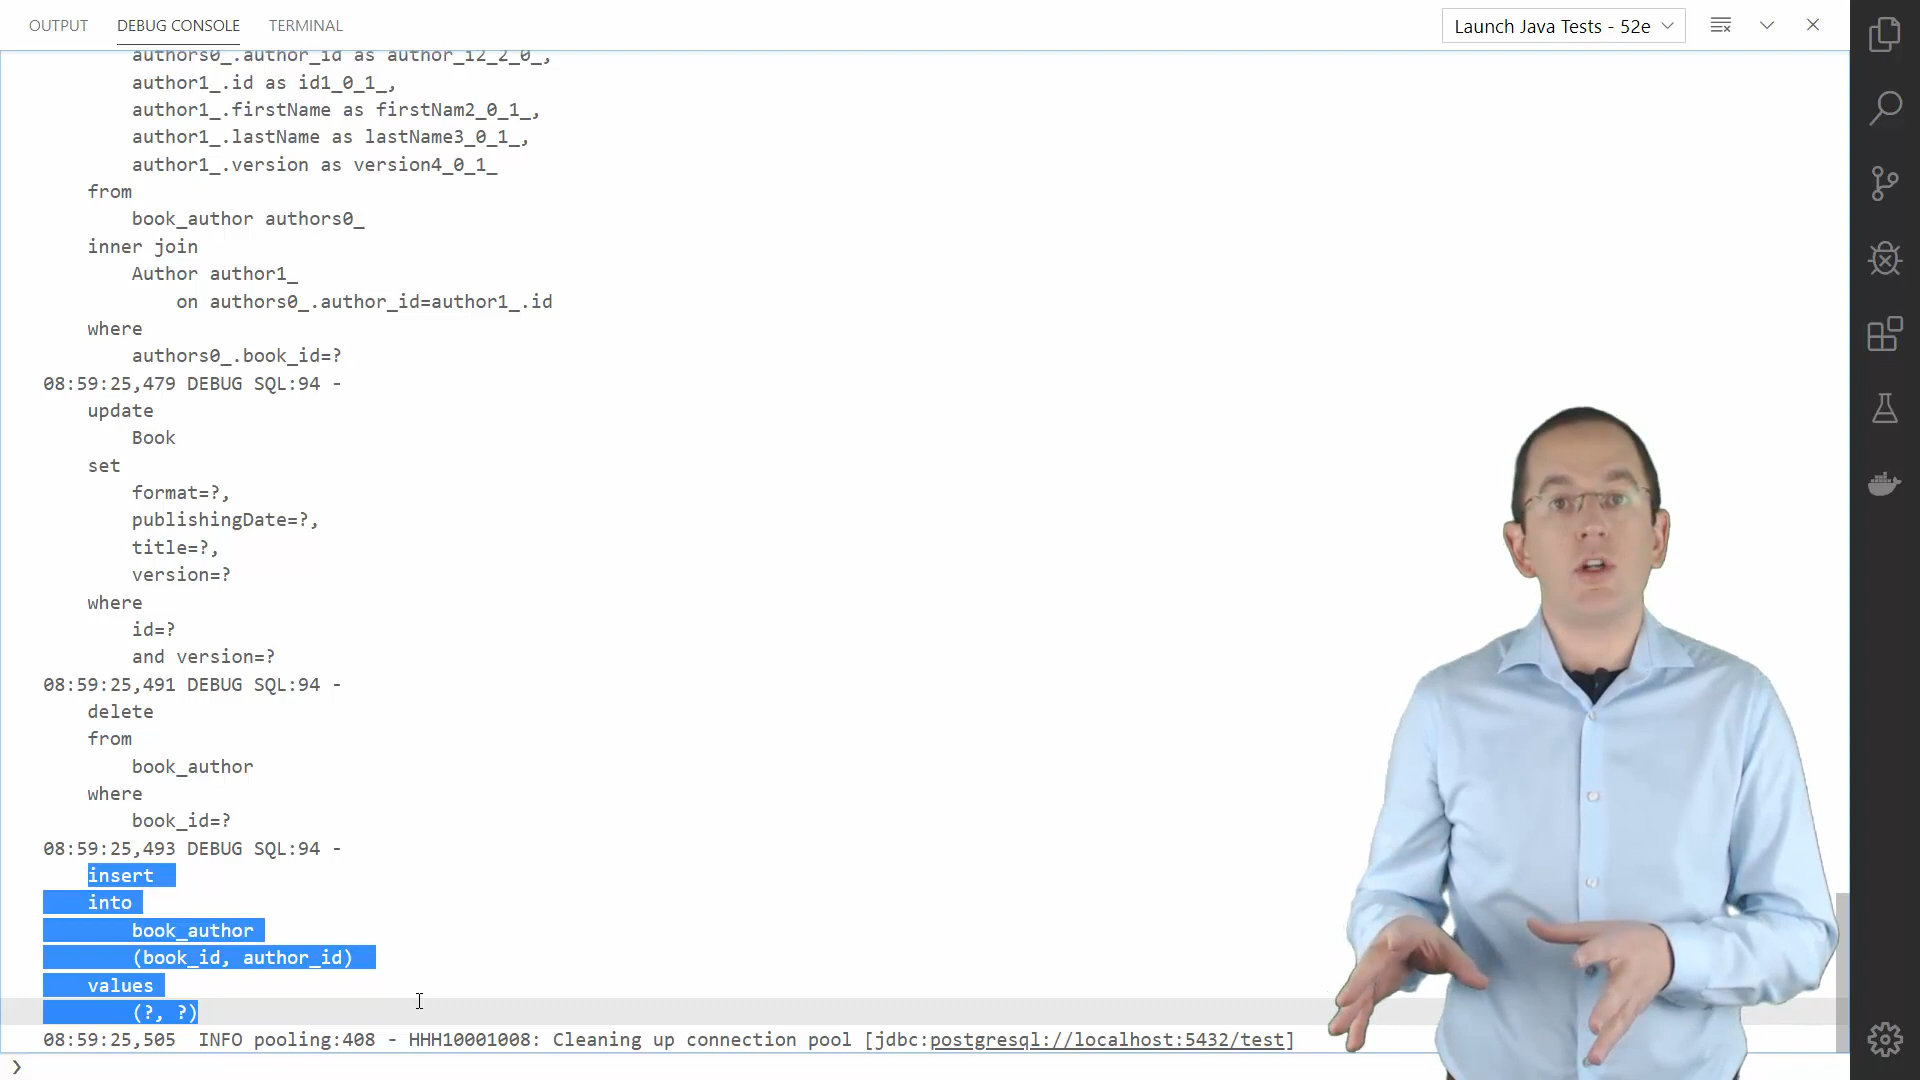 OUTPUT DEBUG CONSOLE TERMINAL Launch Java Tests - 52e
authors0_.author_id as author_i2_2_0_,
author1_.id as id1_0_1_,
author1_.firstName as firstNam2_0_1_,
author1_.lastName as lastName3_0_1_,
author1_.version as version4_0_1_
from
book_author authors0_
inner join
Author author1_
on authors0_.author_id=author1_.id
where
authors0_.book_id=?
08:59:25,479 DEBUG SQL:94 -
update
Book
set
format=?,
publishingDate=?,
title=?,
version=?
where
id=?
and version=?
08:59:25,491 DEBUG SQL:94 -
delete
from
book_author
where
book_id=?
08:59:25,493 DEBUG SQL:94 -
insert
into
book_author
(book_id, author_id)
values
(?, ?)
08:59:25,505  INFO pooling:408 - HHH10001008: Cleaning up connection pool [jdbc:postgresql://localhost:5432/test]